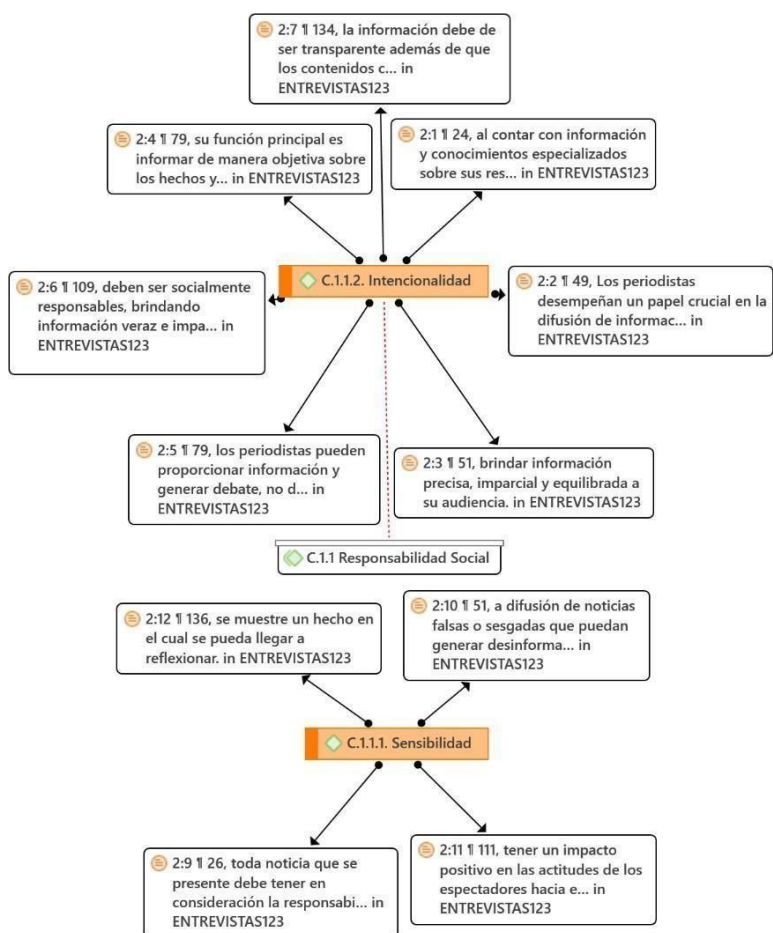 2:7 ¶ 134, la información debe de
ser transparente además de que
los contenidos c... in
ENTREVISTAS123
2:4 ¶ 79, su función principal es
informar de manera objetiva sobre
los hechos y... in ENTREVISTAS123
2:1 ¶ 24, al contar con información
y conocimientos especializados
sobre sus res... in ENTREVISTAS123
C.1.1.2. Intencionalidad
2:6 ¶ 109, deben ser socialmente
responsables, brindando
información veraz e impa... in
ENTREVISTAS123
2:2 ¶ 49, Los periodistas
desempeñan un papel crucial en la
difusión de informac... in
ENTREVISTAS123
2:5 ¶ 79, los periodistas pueden
proporcionar información y
generar debate, no d... in
ENTREVISTAS123
2:3 ¶ 51, brindar información
precisa, imparcial y equilibrada a
su audiencia. in ENTREVISTAS123
C.1.1 Responsabilidad Social
2:12 ¶ 136, se muestre un hecho en
el cual se pueda llegar a
reflexionar. in ENTREVISTAS123
2:10 ¶ 51, a difusión de noticias
falsas o sesgadas que puedan
generar desinforma... in
ENTREVISTAS123
C.1.1.1. Sensibilidad
2:9 ¶ 26, toda noticia que se
presente debe tener en
consideración la responsabi... in
ENTREVISTAS123
2:11 ¶ 111, tener un impacto
positivo en las actitudes de los
espectadores hacia e... in
ENTREVISTAS123